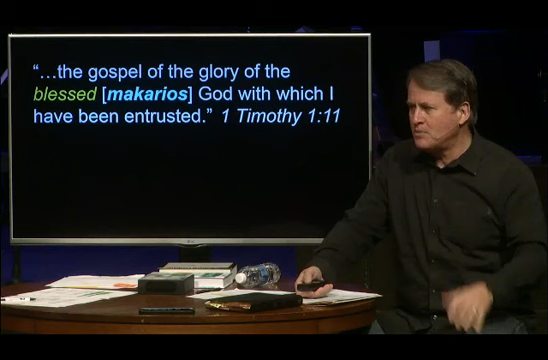 “…the gospel of the glory of the
blessed [makarios] God with which I
have been entrusted.” 1 Timothy 1:11